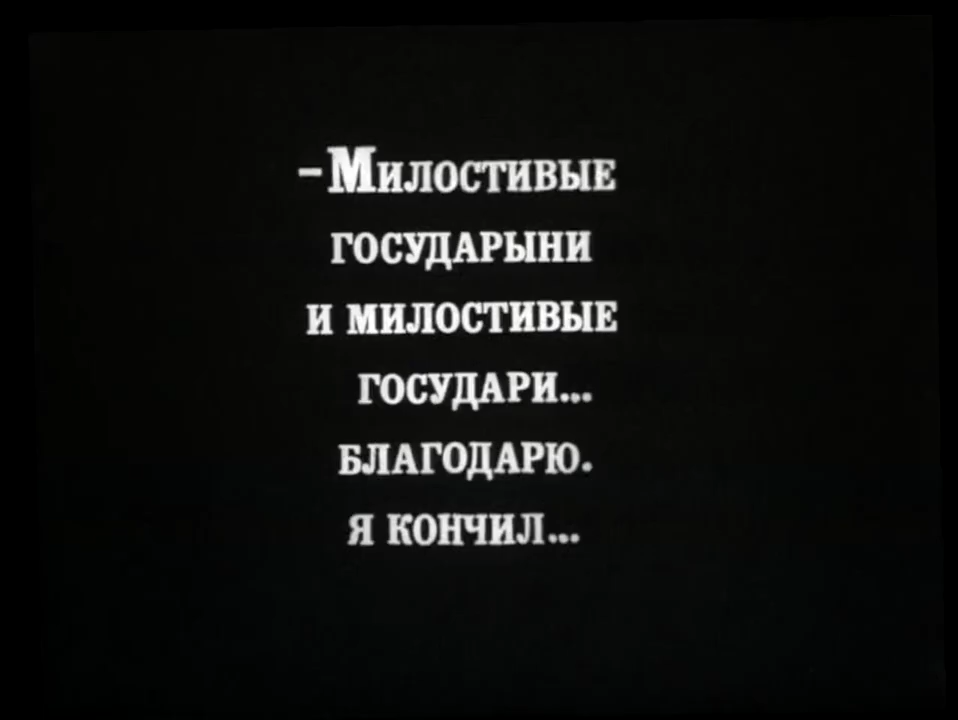 –Милостивые
государыни
и милостивые
государи...
благодарю.
я кончил...